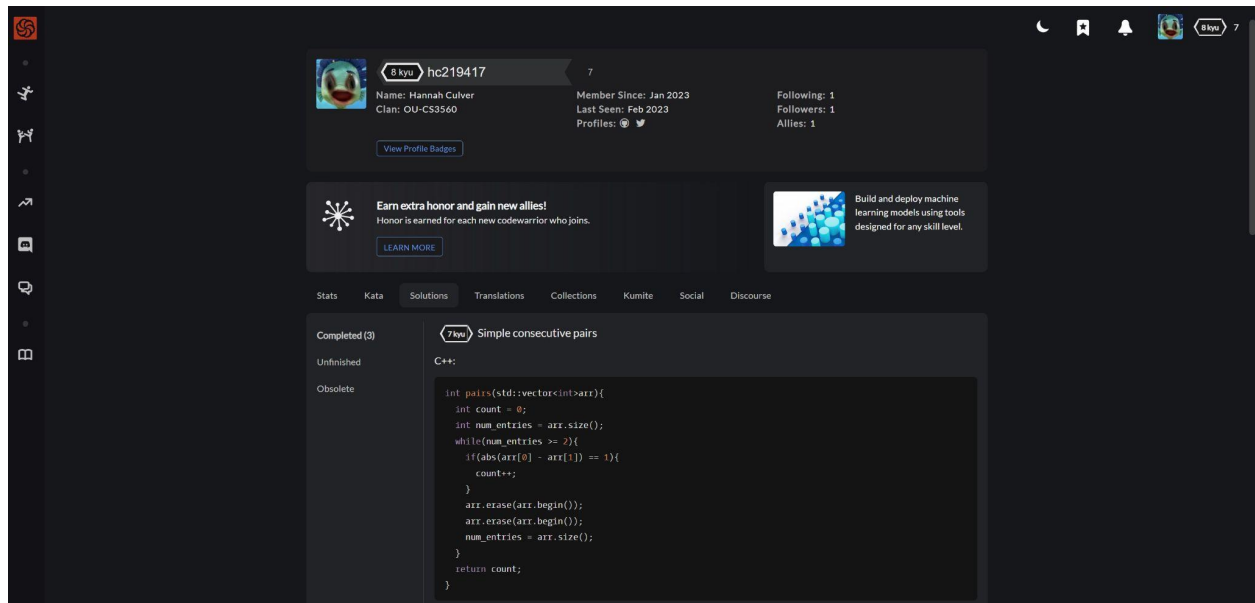 8 kyu 7
8 kyu hc219417 7
Name: Hannah Culver
Clan: OU-CS3560
Member Since: Jan 2023
Last Seen: Feb 2023
Profiles:
Following: 1
Followers: 1
Allies: 1
View Profile Badges
Earn extra honor and gain new allies!
Honor is earned for each new codewarrior who joins.
LEARN MORE
Build and deploy machine
learning models using tools
designed for any skill level.
Stats Kata Solutions Translations Collections Kumite Social Discourse
Completed (3)
Unfinished
Obsolete
7 kyu Simple consecutive pairs
C++:
int pairs(std::vector<int>arr){
  int count = 0;
  int num_entries = arr.size();
  while(num_entries >= 2){
    if(abs(arr[0] - arr[1]) == 1){
      count++;
    }
    arr.erase(arr.begin());
    arr.erase(arr.begin());
    num_entries = arr.size();
  }
  return count;
}